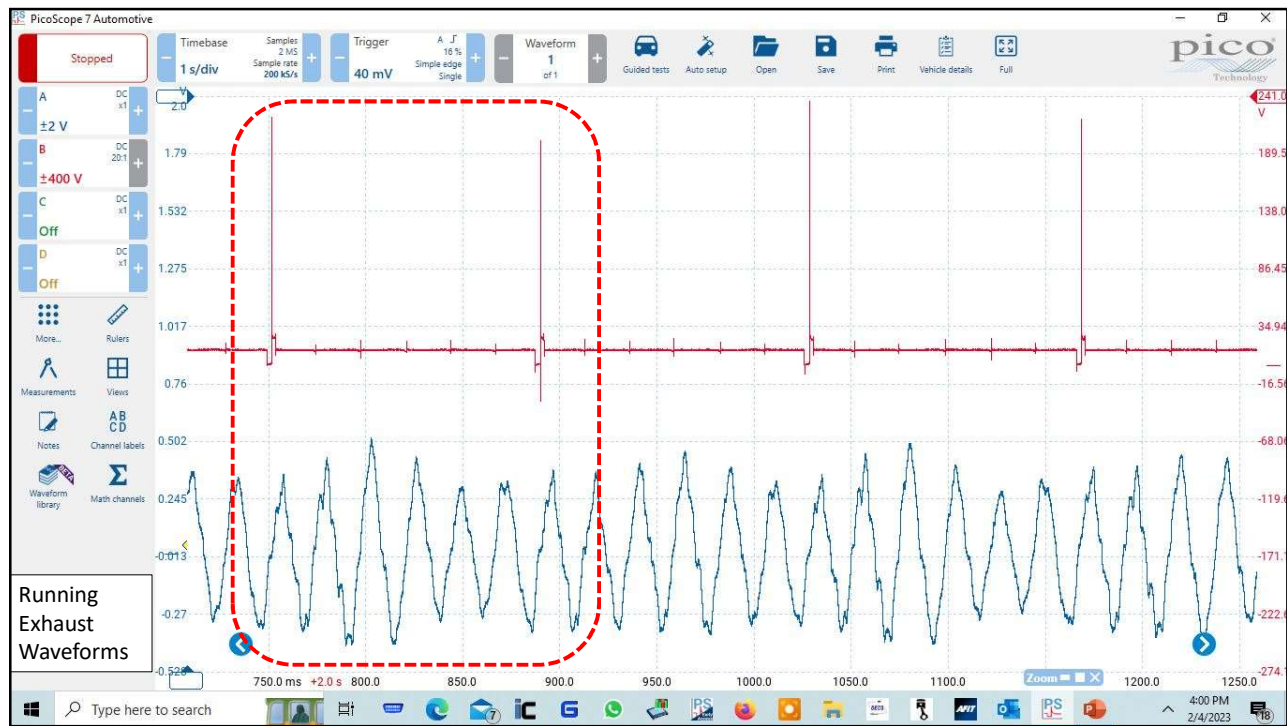 PS PicoScope 7 Automotive
Stopped
Timebase
1 s/div
Samples
2 MS
Sample rate
200 kS/s
Trigger
40 mV
A
16 %
Simple edge
Single
Waveform
1
of 1
Guided tests
Auto setup
Open
Save
Print
Vehicle details
Full
pico
Technology
A
DC
x1
±2 V
B
DC
20:1
±400 V
C
DC
x1
Off
D
DC
x1
Off
More...
Rulers
Measurements
Views
Notes
AB
CD
Channel labels
BETA
Waveform
library
Math channels
Running
Exhaust
Waveforms
V
2.0
1.79
1.532
1.275
1.017
0.76
0.502
0.245
-0.013
-0.27
-0.528
241.0
V
189.5
138.0
86.45
34.94
-16.56
-68.06
-119.6
-171.
-222.
-274.
750.0 ms
+2.0 s
800.0
850.0
900.0
950.0
1000.0
1050.0
1100.0
1200.0
1250.0
Zoom
Type here to search
4:00 PM
2/4/2023